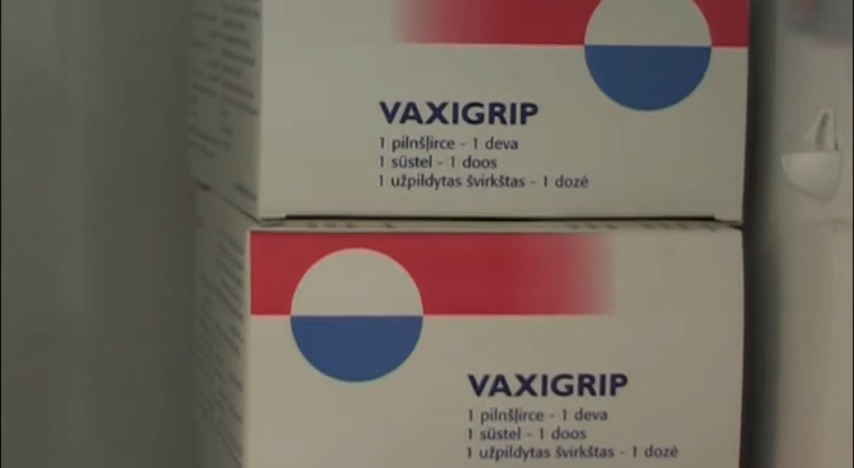 VAXIGRIP
1 pilnšļirce - 1 deva
1 süstel - 1 doos
1 užpildytas švirkštas - 1 dozė
VAXIGRIP
1 pilnšļirce - 1 deva
1 süstel - 1 doos
1 užpildytas švirkštas - 1 dozė